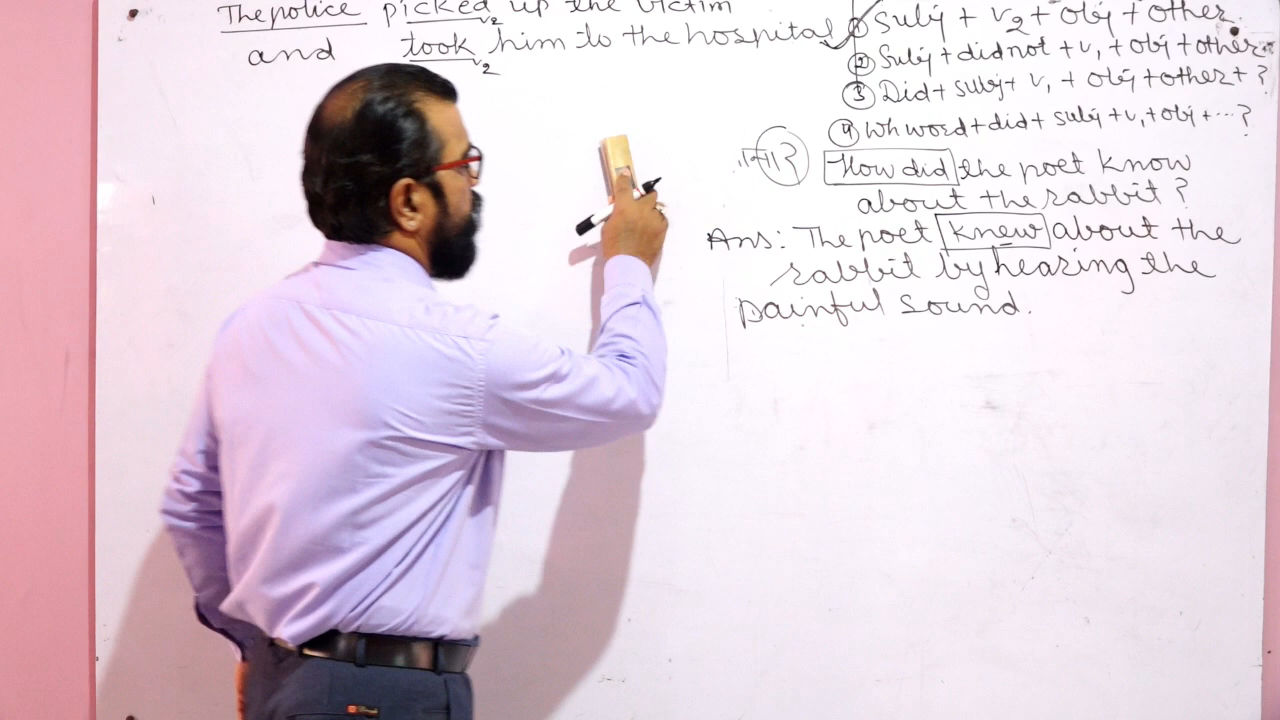 The police picked up the victim
v2
and took him to the hospital
v2
① Subj + v2 + obj + other.
② Subj + did not + v1 + obj + other
③ Did + subj + v1 + obj + other + ?
④ Wh word + did + subj + v1 + obj + ... ?
How did the poet know
about the rabbit ?
Ans: The poet knew about the
rabbit by hearing the
painful sound.